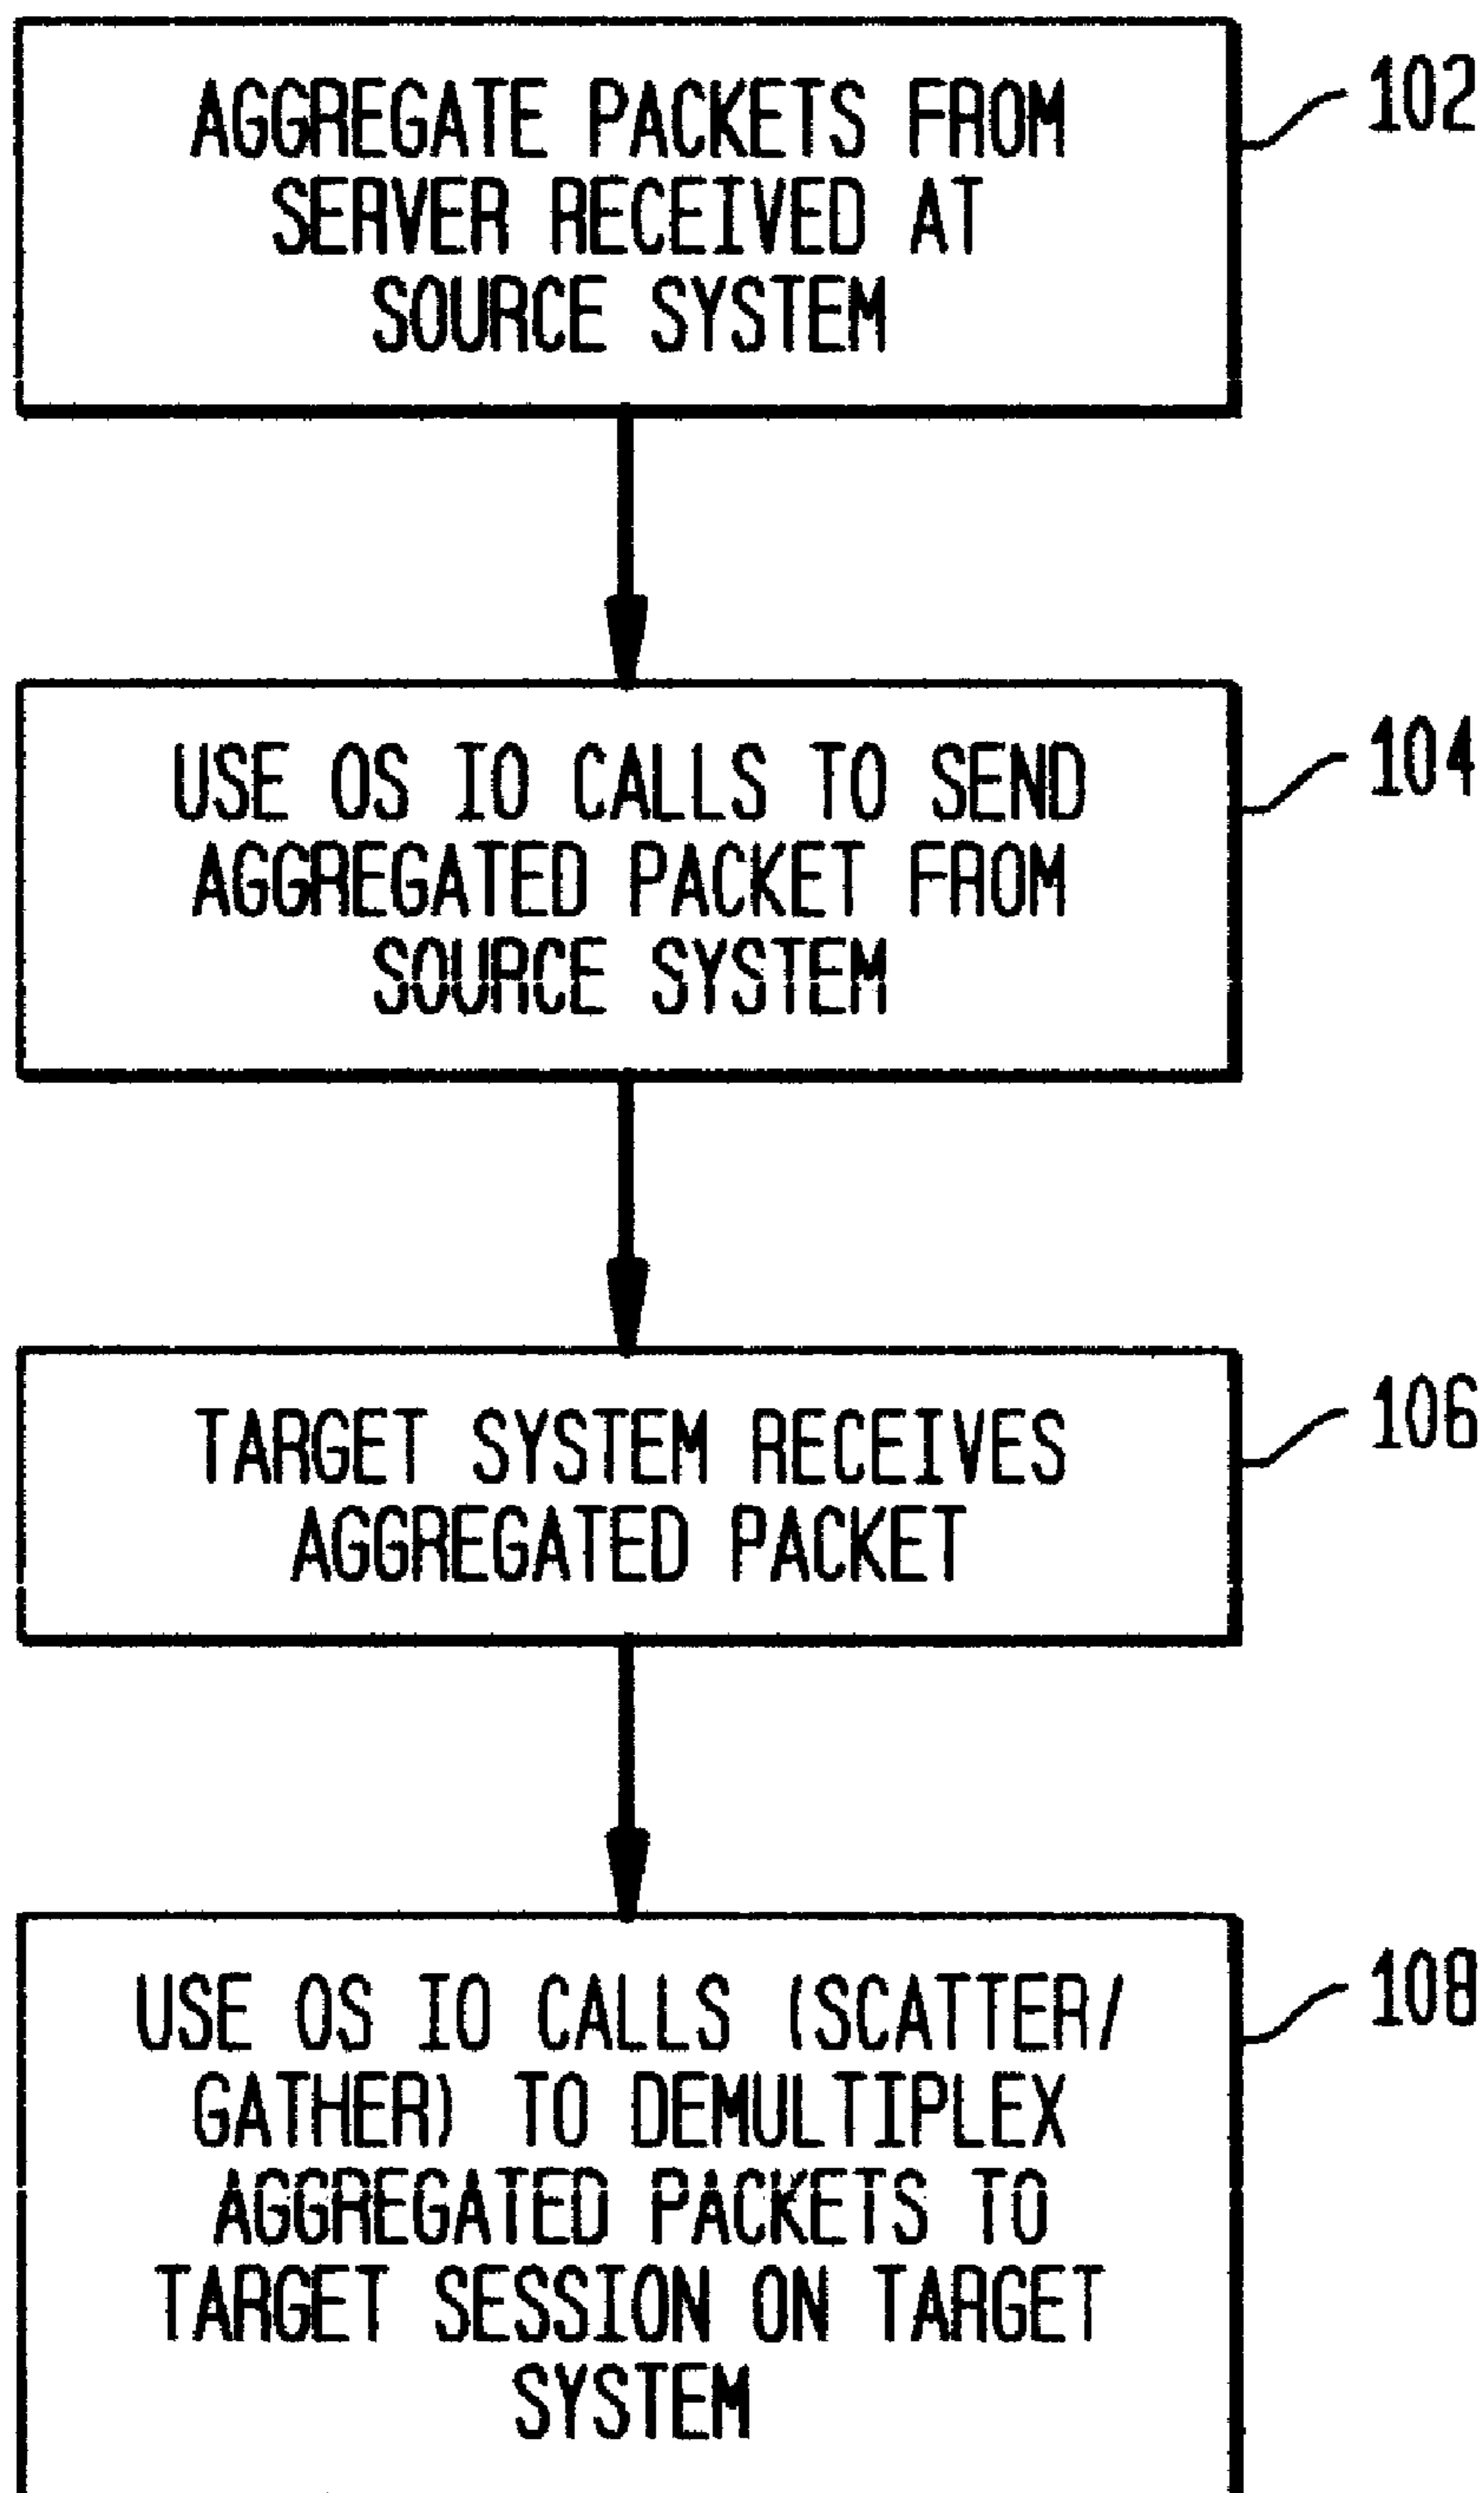 AGGREGATE PACKETS FROM
SERVER RECEIVED AT
SOURCE SYSTEM
102
USE OS IO CALLS TO SEND
AGGREGATED PACKET FROM
SOURCE SYSTEM
104
TARGET SYSTEM RECEIVES
AGGREGATED PACKET
106
USE OS IO CALLS (SCATTER/
GATHER) TO DEMULTIPLEX
AGGREGATED PACKETS TO
TARGET SESSION ON TARGET
SYSTEM
108